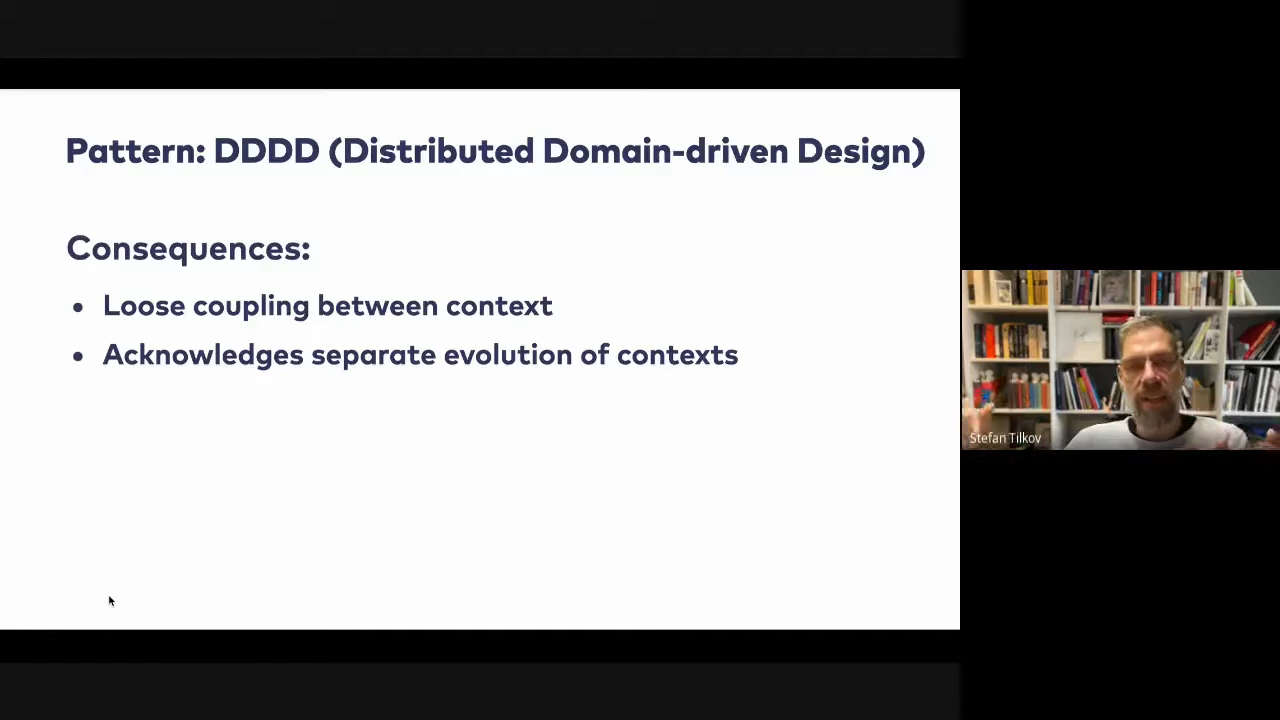 Pattern: DDDD (Distributed Domain-driven Design)
Consequences:
• Loose coupling between context
• Acknowledges separate evolution of contexts
Stefan Tilkov